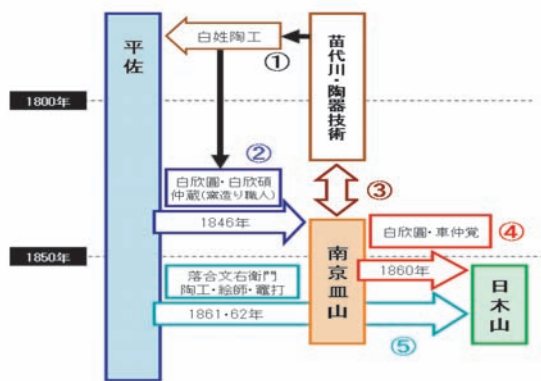 平佐
白姓陶工
①
苗代川・陶器技術
1800年
②
白欣圓・白欣碩
仲蔵(窯造り職人)
1846年
③
白欣圓・車仲覚
④
1850年
南京皿山
1860年
落合文右衛門
陶工・絵師・竈打
1861・62年
⑤
日木山